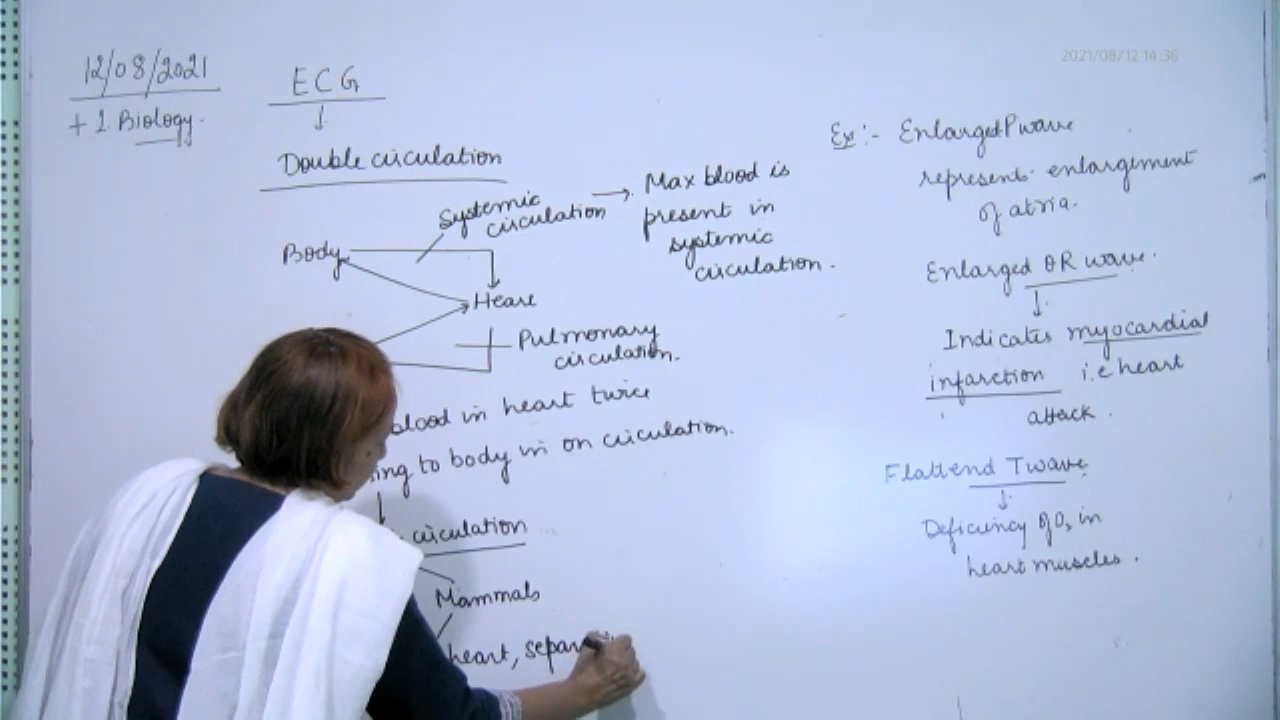 2021/08/12 14:36
12/08/2021
+1 Biology.
ECG
Double circulation
Systemic
circulation
Max blood is
present in
systemic
circulation.
Body
Heart
Pulmonary
circulation.
blood in heart twice
ing to body in on circulation.
circulation
Mammals
heart, separ
Ex:- Enlarged P wave
represent enlargement
of atria.
Enlarged QR wave.
Indicates myocardial
infarction i.e heart
attack.
Flattend T wave
Deficiency of O2 in
heart muscles.